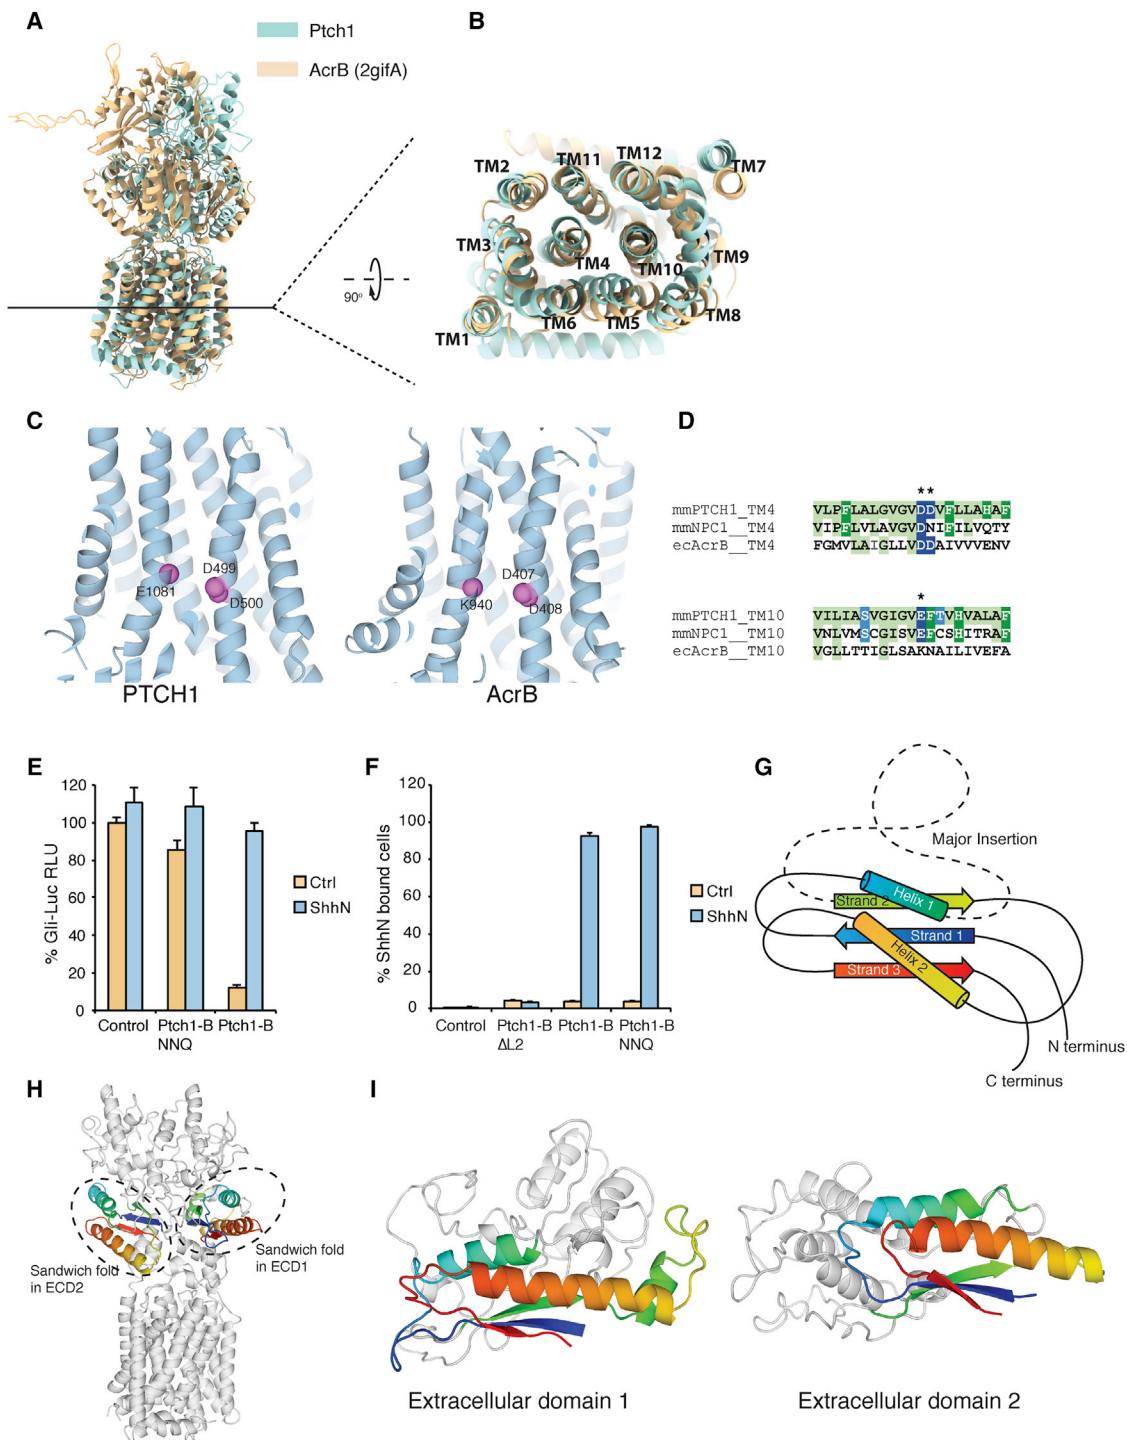 A
Ptch1
AcrB (2gifA)
90°
B
TM2
TM11
TM12
TM7
TM3
TM4
TM10
TM9
TM1
TM6
TM5
TM8
C
E1081
D499
D500
PTCH1
K940
D407
D408
AcrB
D
**
mmPTCH1_TM4 VLPFLALGVGVDDVFLLAHAF
mmNPC1__TM4 VIPFLVLAVGVDNIFILVQTY
ecAcrB__TM4 FGMVLAIGLLVDDAIVVVENV
*
mmPTCH1_TM10 VILIASVGIGVEFTVHVALAF
mmNPC1__TM10 VNLVMSCGISVEFCSHITRAF
ecAcrB__TM10 VGLLTTIGLSAKNAILIVEFA
E
% Gli-Luc RLU
120
100
80
60
40
20
0
Control
Ptch1-B
NNQ
Ptch1-B
Ctrl
ShhN
F
% ShhN bound cells
120
100
80
60
40
20
0
Control
Ptch1-B
ΔL2
Ptch1-B
Ptch1-B
NNQ
Ctrl
ShhN
G
Major Insertion
Helix 1
Strand 2
Strand 1
Helix 2
Strand 3
N terminus
C terminus
H
Sandwich fold
in ECD2
Sandwich fold
in ECD1
I
Extracellular domain 1
Extracellular domain 2